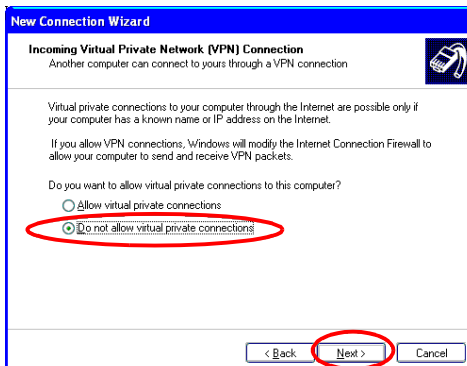 New Connection Wizard
Incoming Virtual Private Network (VPN) Connection
Another computer can connect to yours through a VPN connection
Virtual private connections to your computer through the Internet are possible only if
your computer has a known name or IP address on the Internet.
If you allow VPN connections, Windows will modify the Internet Connection Firewall to
allow your computer to send and receive VPN packets.
Do you want to allow virtual private connections to this computer?
Allow virtual private connections
Do not allow virtual private connections
< Back Next > Cancel